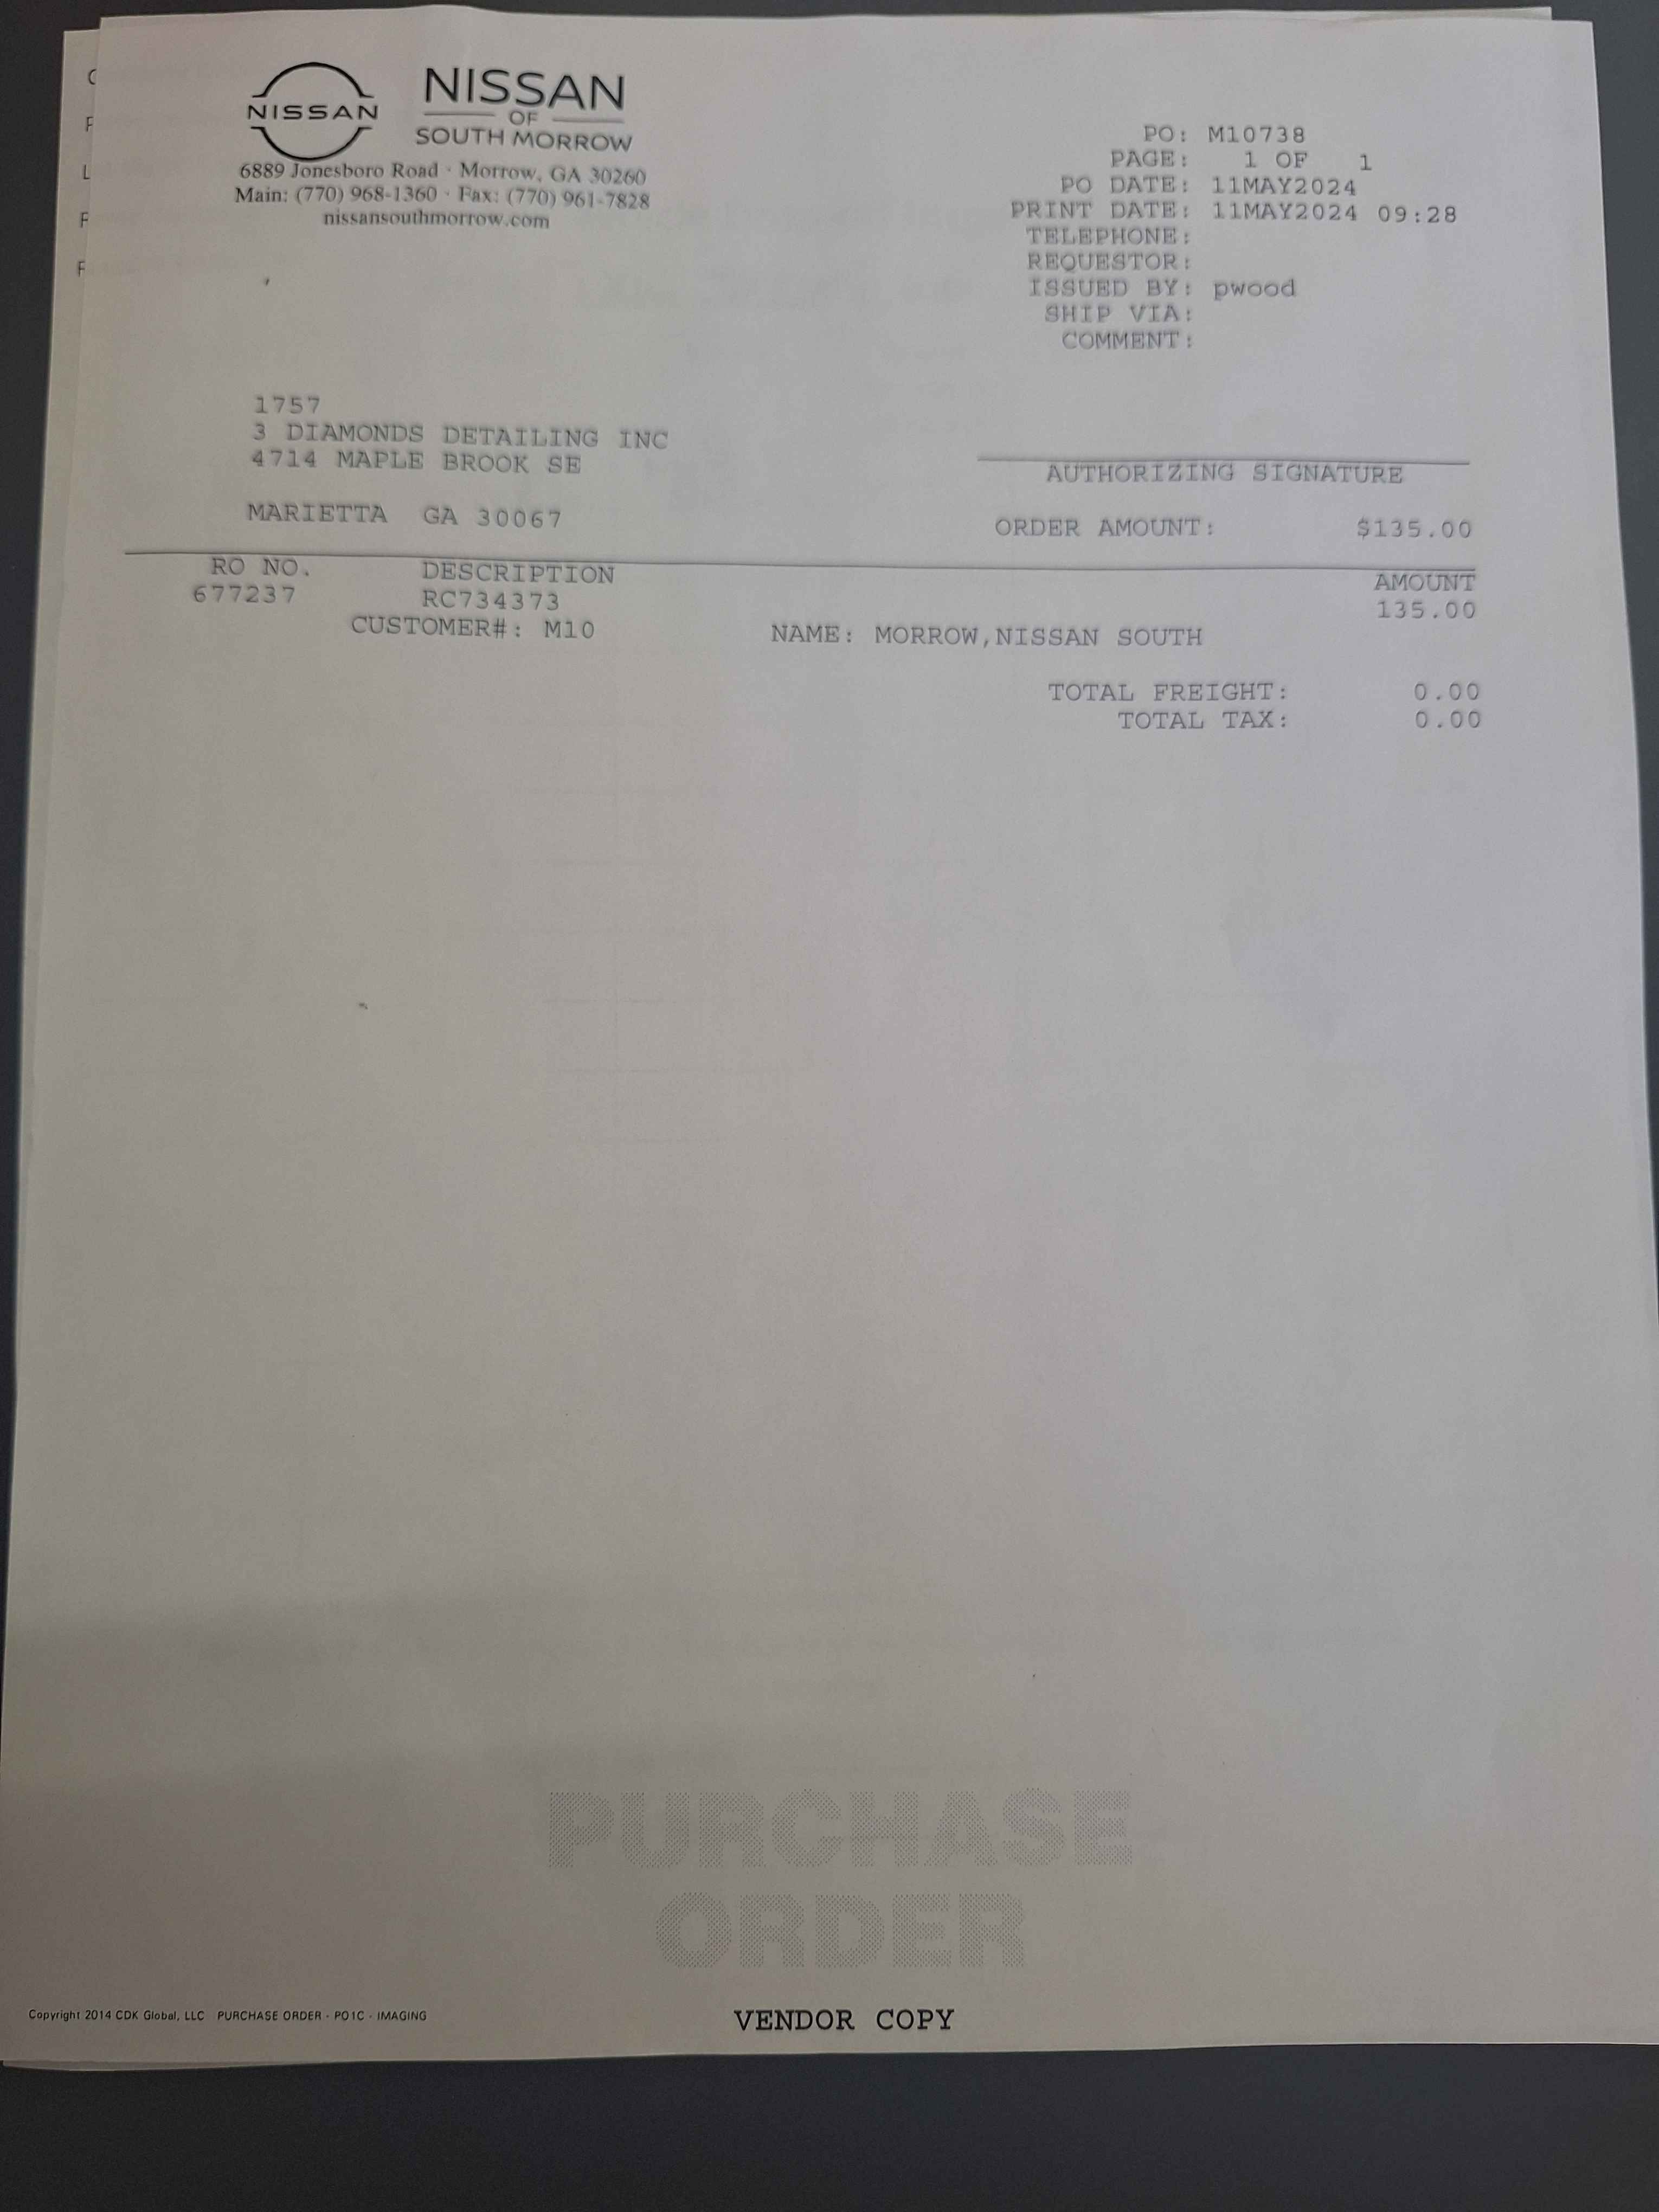 NISSAN
NISSAN
OF
SOUTH MORROW
6889 Jonesboro Road · Morrow, GA 30260
Main: (770) 968-1360 · Fax: (770) 961-7828
nissansouthmorrow.com
PO: M10738
PAGE: 1 OF 1
PO DATE: 11MAY2024
PRINT DATE: 11MAY2024 09:28
TELEPHONE:
REQUESTOR:
ISSUED BY: pwood
SHIP VIA:
COMMENT:
1757
3 DIAMONDS DETAILING INC
4714 MAPLE BROOK SE
MARIETTA GA 30067
AUTHORIZING SIGNATURE
ORDER AMOUNT: $135.00
RO NO. DESCRIPTION AMOUNT
677237 RC734373 135.00
CUSTOMER#: M10 NAME: MORROW,NISSAN SOUTH
TOTAL FREIGHT: 0.00
TOTAL TAX: 0.00
PURCHASE
ORDER
Copyright 2014 CDK Global, LLC PURCHASE ORDER - PO1C - IMAGING
VENDOR COPY